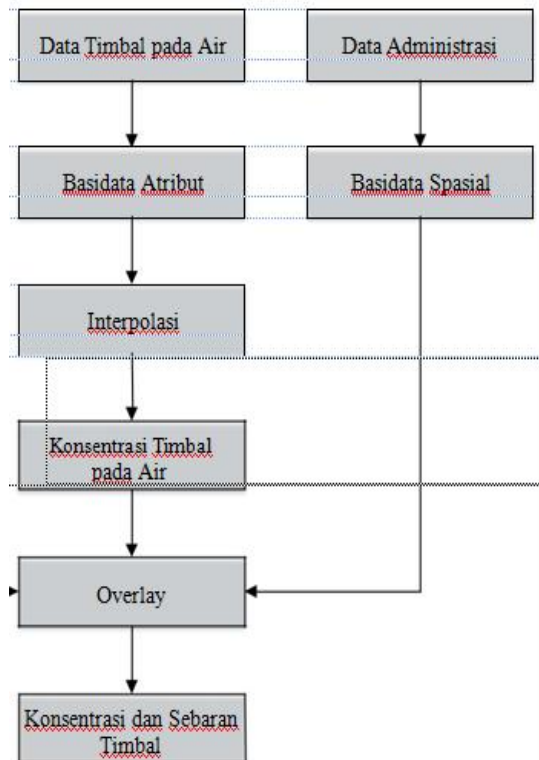 Data Timbal pada Air
Data Administrasi
Basidata Atribut
Basidata Spasial
Interpolasi
Konsentrasi Timbal
pada Air
Overlay
Konsentrasi dan Sebaran
Timbal